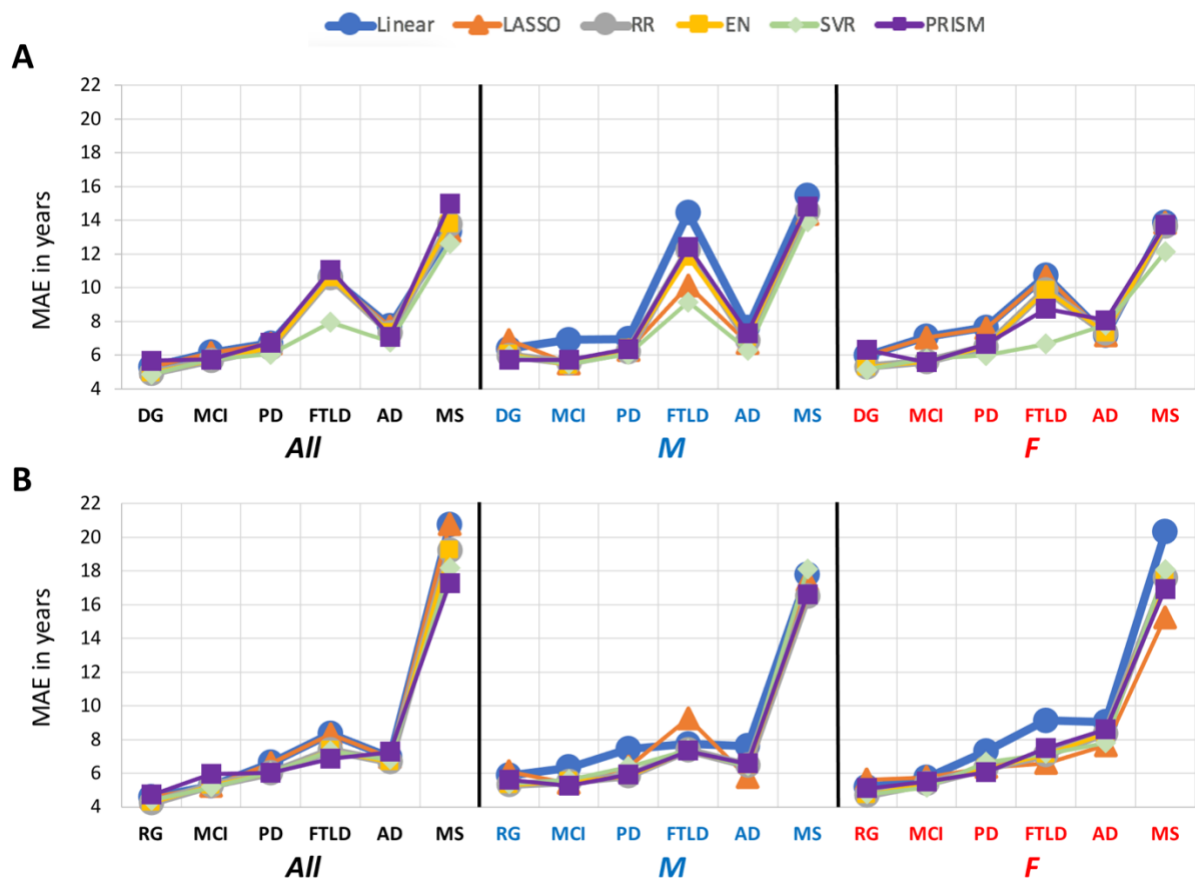 Linear LASSO RR EN SVR PRISM
A
22
20
18
16
14
12
10
8
6
4
MAE in years
DG MCI PD FTLD AD MS DG MCI PD FTLD AD MS DG MCI PD FTLD AD MS
All M F
B
22
20
18
16
14
12
10
8
6
4
MAE in years
RG MCI PD FTLD AD MS RG MCI PD FTLD AD MS RG MCI PD FTLD AD MS
All M F